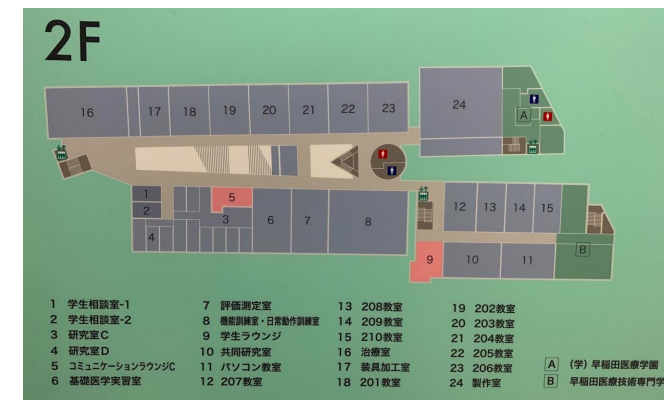 2F
16
17
18
19
20
21
22
23
24
A
1
2
3
4
5
6
7
8
9
10
11
12
13
14
15
B
1 学生相談室-1
2 学生相談室-2
3 研究室C
4 研究室D
5 コミュニケーションラウンジC
6 基礎医学実習室
7 評価測定室
8 機能訓練室・日常動作訓練室
9 学生ラウンジ
10 共同研究室
11 パソコン教室
12 207教室
13 208教室
14 209教室
15 210教室
16 治療室
17 装具加工室
18 201教室
19 202教室
20 203教室
21 204教室
22 205教室
23 206教室
24 製作室
A (学)早稲田医療学園
B 早稲田医療技術専門学